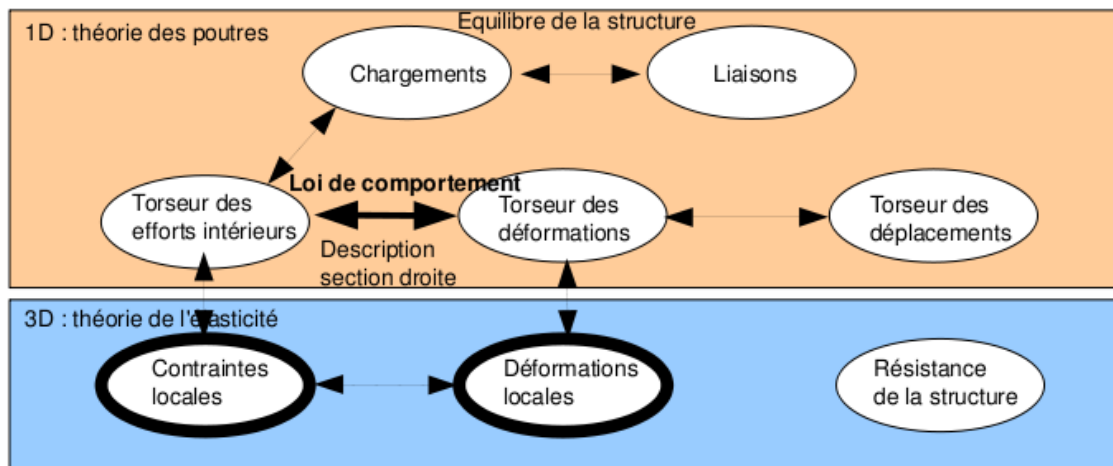 1D : théorie des poutres
Equilibre de la structure
Chargements
Liaisons
Loi de comportement
Torseur des
efforts intérieurs
Torseur des
déformations
Torseur des
déplacements
Description
section droite
3D : théorie de l'élasticité
Contraintes
locales
Déformations
locales
Résistance
de la structure